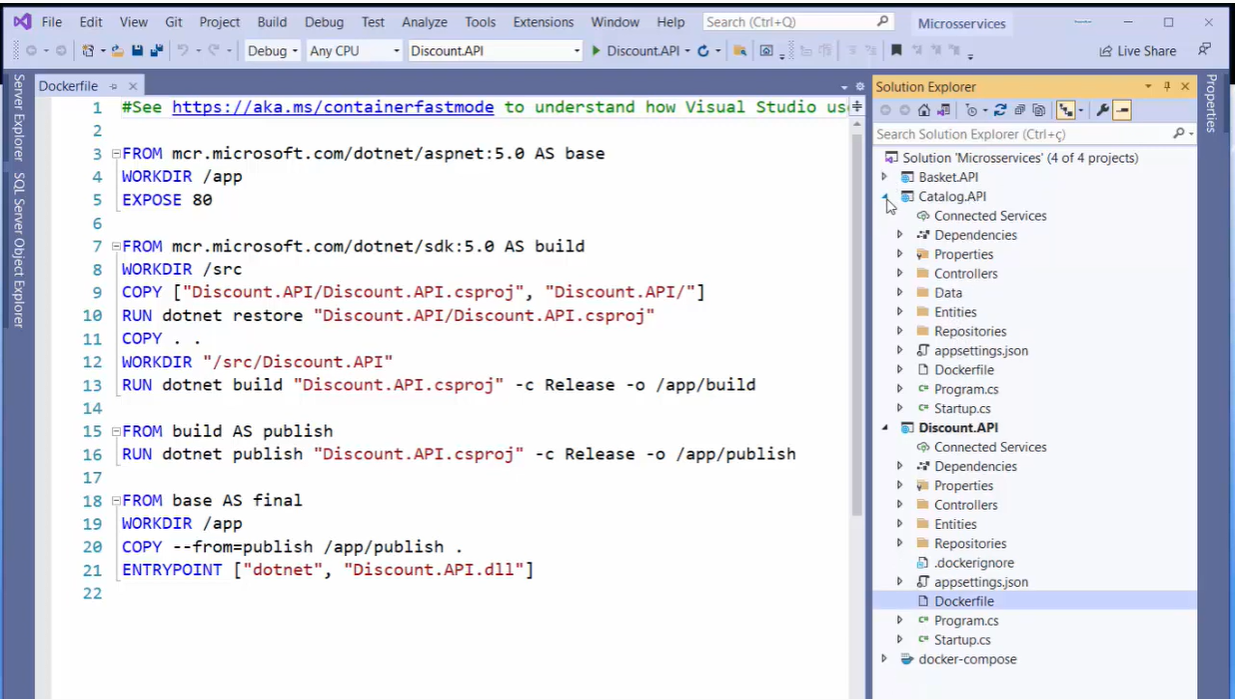 File Edit View Git Project Build Debug Test Analyze Tools Extensions Window Help Search (Ctrl+Q) Microsservices
Debug Any CPU Discount.API Discount.API Live Share
Server Explorer
SQL Server Object Explorer
Dockerfile
1 #See https://aka.ms/containerfastmode to understand how Visual Studio use
2
3 FROM mcr.microsoft.com/dotnet/aspnet:5.0 AS base
4 WORKDIR /app
5 EXPOSE 80
6
7 FROM mcr.microsoft.com/dotnet/sdk:5.0 AS build
8 WORKDIR /src
9 COPY ["Discount.API/Discount.API.csproj", "Discount.API/"]
10 RUN dotnet restore "Discount.API/Discount.API.csproj"
11 COPY . .
12 WORKDIR "/src/Discount.API"
13 RUN dotnet build "Discount.API.csproj" -c Release -o /app/build
14
15 FROM build AS publish
16 RUN dotnet publish "Discount.API.csproj" -c Release -o /app/publish
17
18 FROM base AS final
19 WORKDIR /app
20 COPY --from=publish /app/publish .
21 ENTRYPOINT ["dotnet", "Discount.API.dll"]
22
Solution Explorer
Search Solution Explorer (Ctrl+ç)
Solution 'Microsservices' (4 of 4 projects)
Basket.API
Catalog.API
Connected Services
Dependencies
Properties
Controllers
Data
Entities
Repositories
appsettings.json
Dockerfile
Program.cs
Startup.cs
Discount.API
Connected Services
Dependencies
Properties
Controllers
Entities
Repositories
.dockerignore
appsettings.json
Dockerfile
Program.cs
Startup.cs
docker-compose
Properties